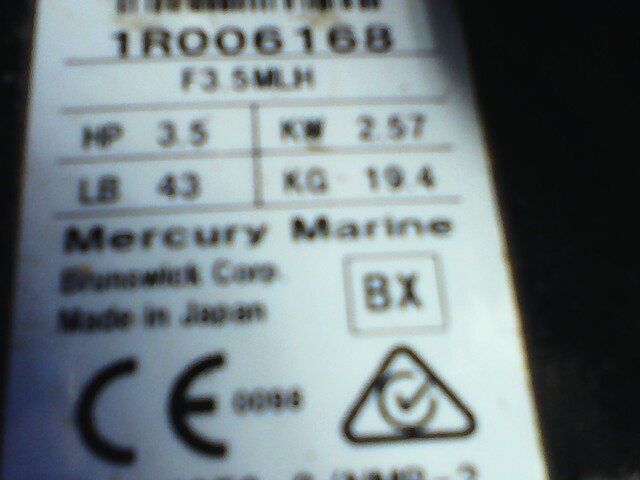 1R006168
F3.5MLH
HP 3.5 KW 2.57
LB 43 KG 19.4
Mercury Marine
Brunswick Corp.
Made in Japan
BX
CE